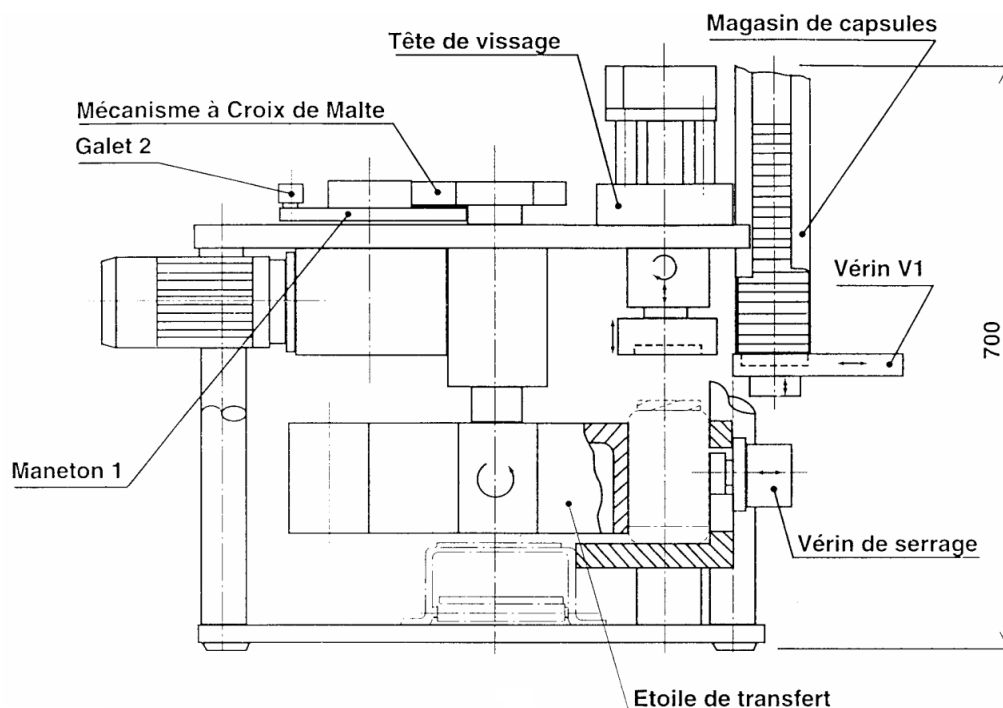 Magasin de capsules
Tête de vissage
Mécanisme à Croix de Malte
Galet 2
Vérin V1
700
Maneton 1
Vérin de serrage
Etoile de transfert